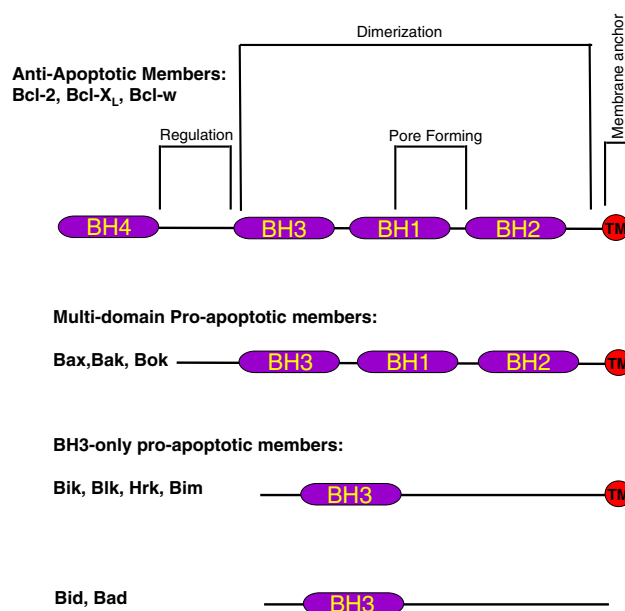 Dimerization
Membrane anchor
Anti-Apoptotic Members:
Bcl-2, Bcl-XL, Bcl-w
Regulation
Pore Forming
BH4
BH3
BH1
BH2
TM
Multi-domain Pro-apoptotic members:
Bax,Bak, Bok
BH3
BH1
BH2
TM
BH3-only pro-apoptotic members:
Bik, Blk, Hrk, Bim
BH3
TM
Bid, Bad
BH3